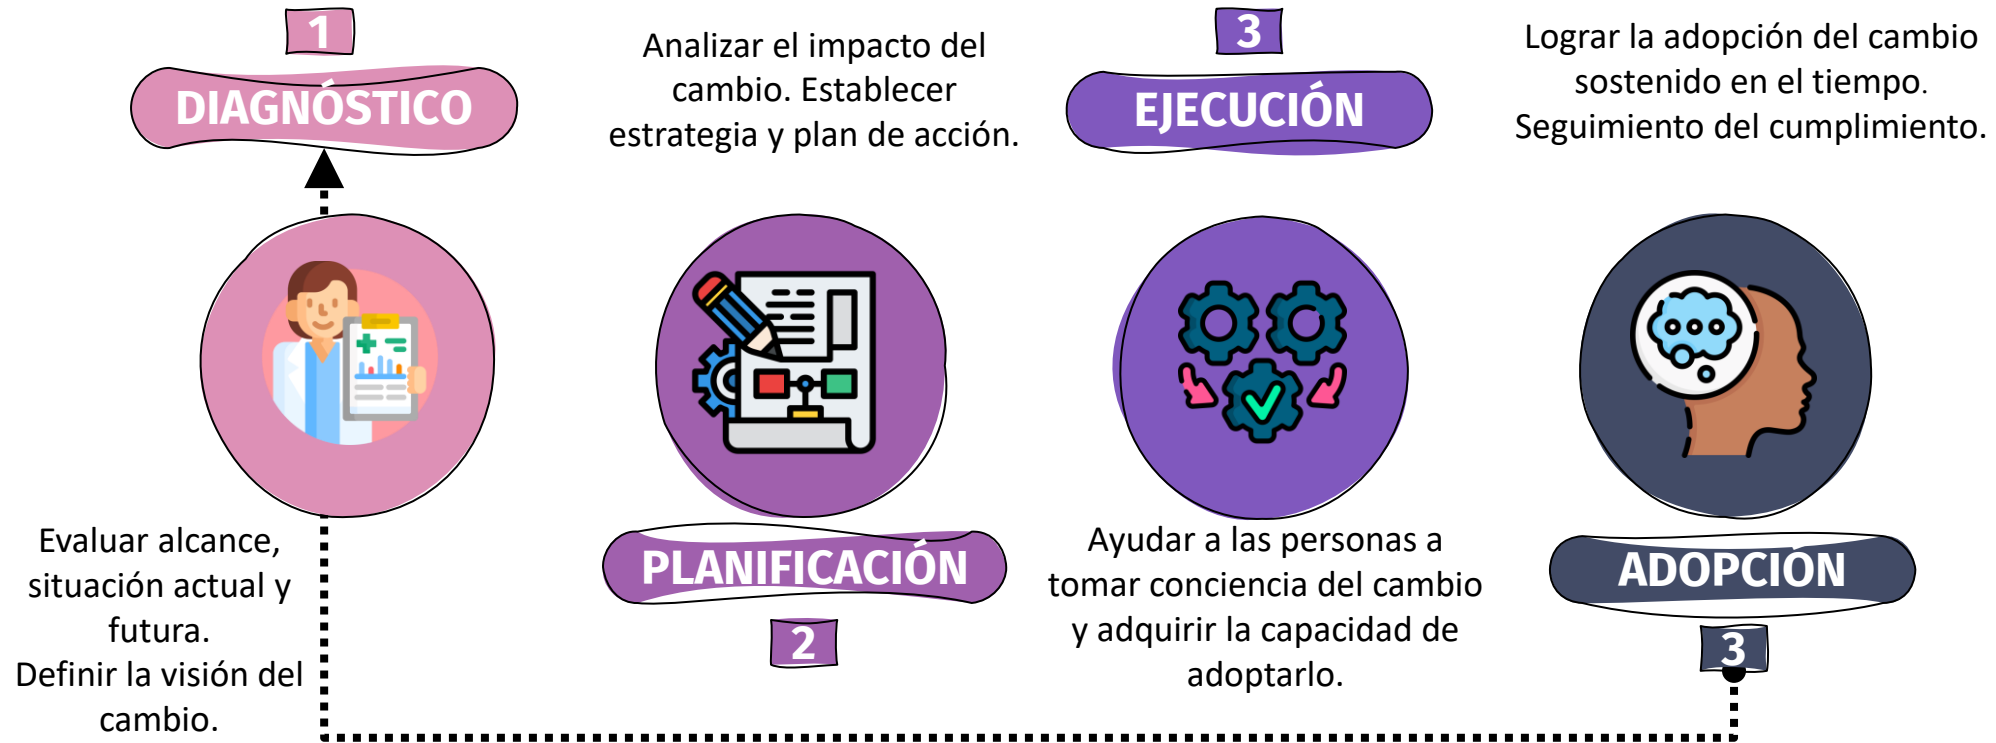 1
DIAGNÓSTICO
Evaluar alcance,
situación actual y
futura.
Definir la visión del
cambio.
Analizar el impacto del
cambio. Establecer
estrategia y plan de acción.
PLANIFICACIÓN
2
3
EJECUCIÓN
Ayudar a las personas a
tomar conciencia del cambio
y adquirir la capacidad de
adoptarlo.
Lograr la adopción del cambio
sostenido en el tiempo.
Seguimiento del cumplimiento.
ADOPCIÓN
3